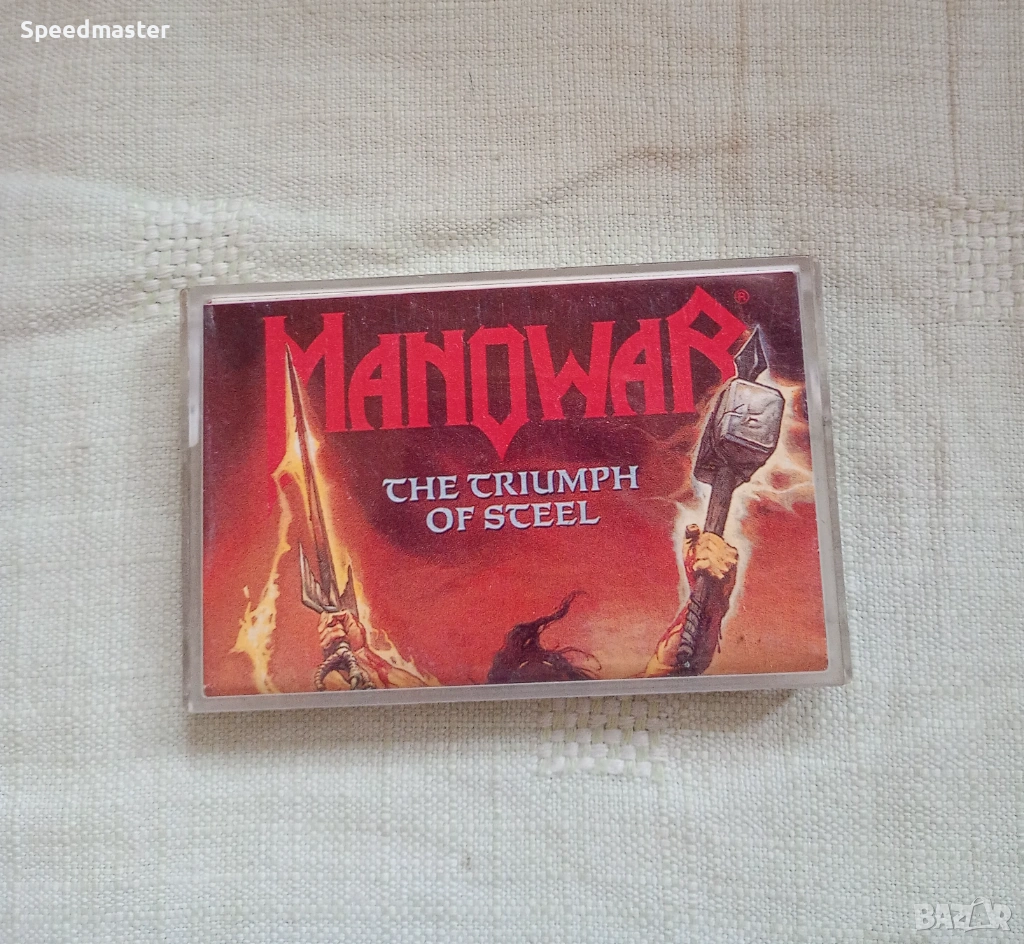 Speedmaster
MANOWAR®
THE TRIUMPH
OF STEEL
BAZAR